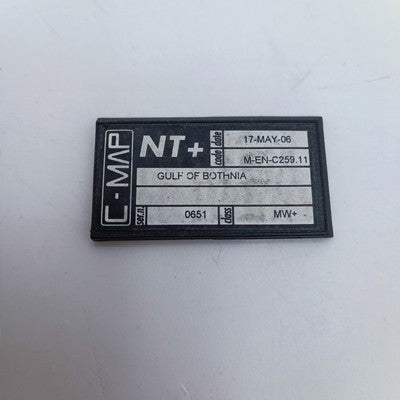 C-MAP
NT+
date 17-MAY-06
code M-EN-C259.11
GULF OF BOTHNIA
ser.n. 0651 class MW+